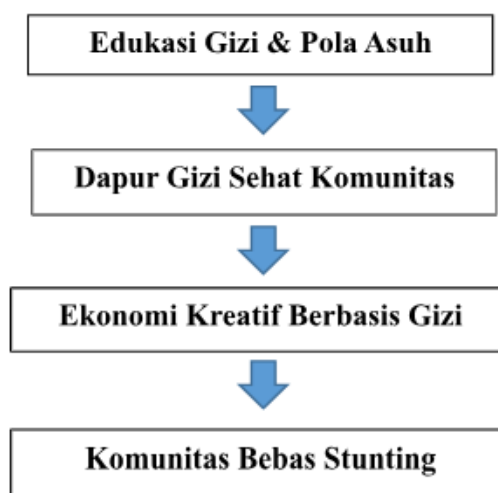 Edukasi Gizi & Pola Asuh
Dapur Gizi Sehat Komunitas
Ekonomi Kreatif Berbasis Gizi
Komunitas Bebas Stunting